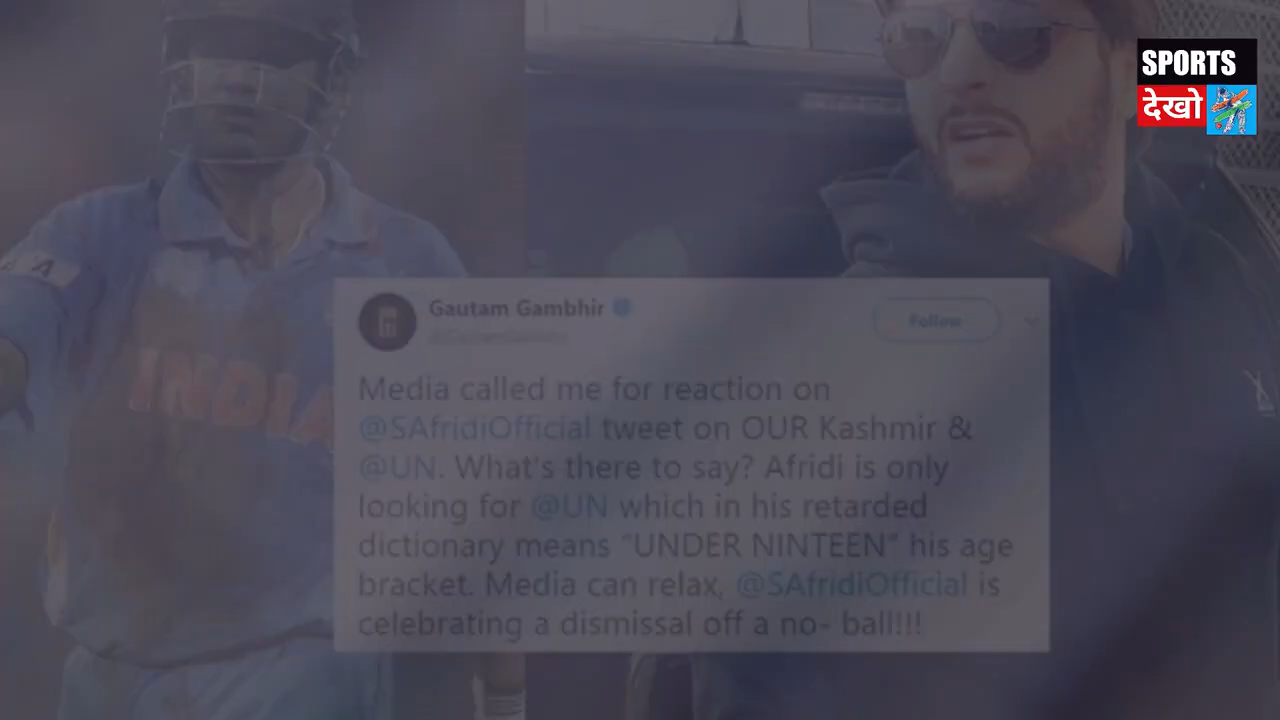 SPORTS
देखो
Gautam Gambhir
Follow
Media called me for reaction on
@SAfridiOfficial tweet on OUR Kashmir &
@UN. What's there to say? Afridi is only
looking for @UN which in his retarded
dictionary means "UNDER NINTEEN" his age
bracket. Media can relax, @SAfridiOfficial is
celebrating a dismissal off a no- ball!!!
INDIA